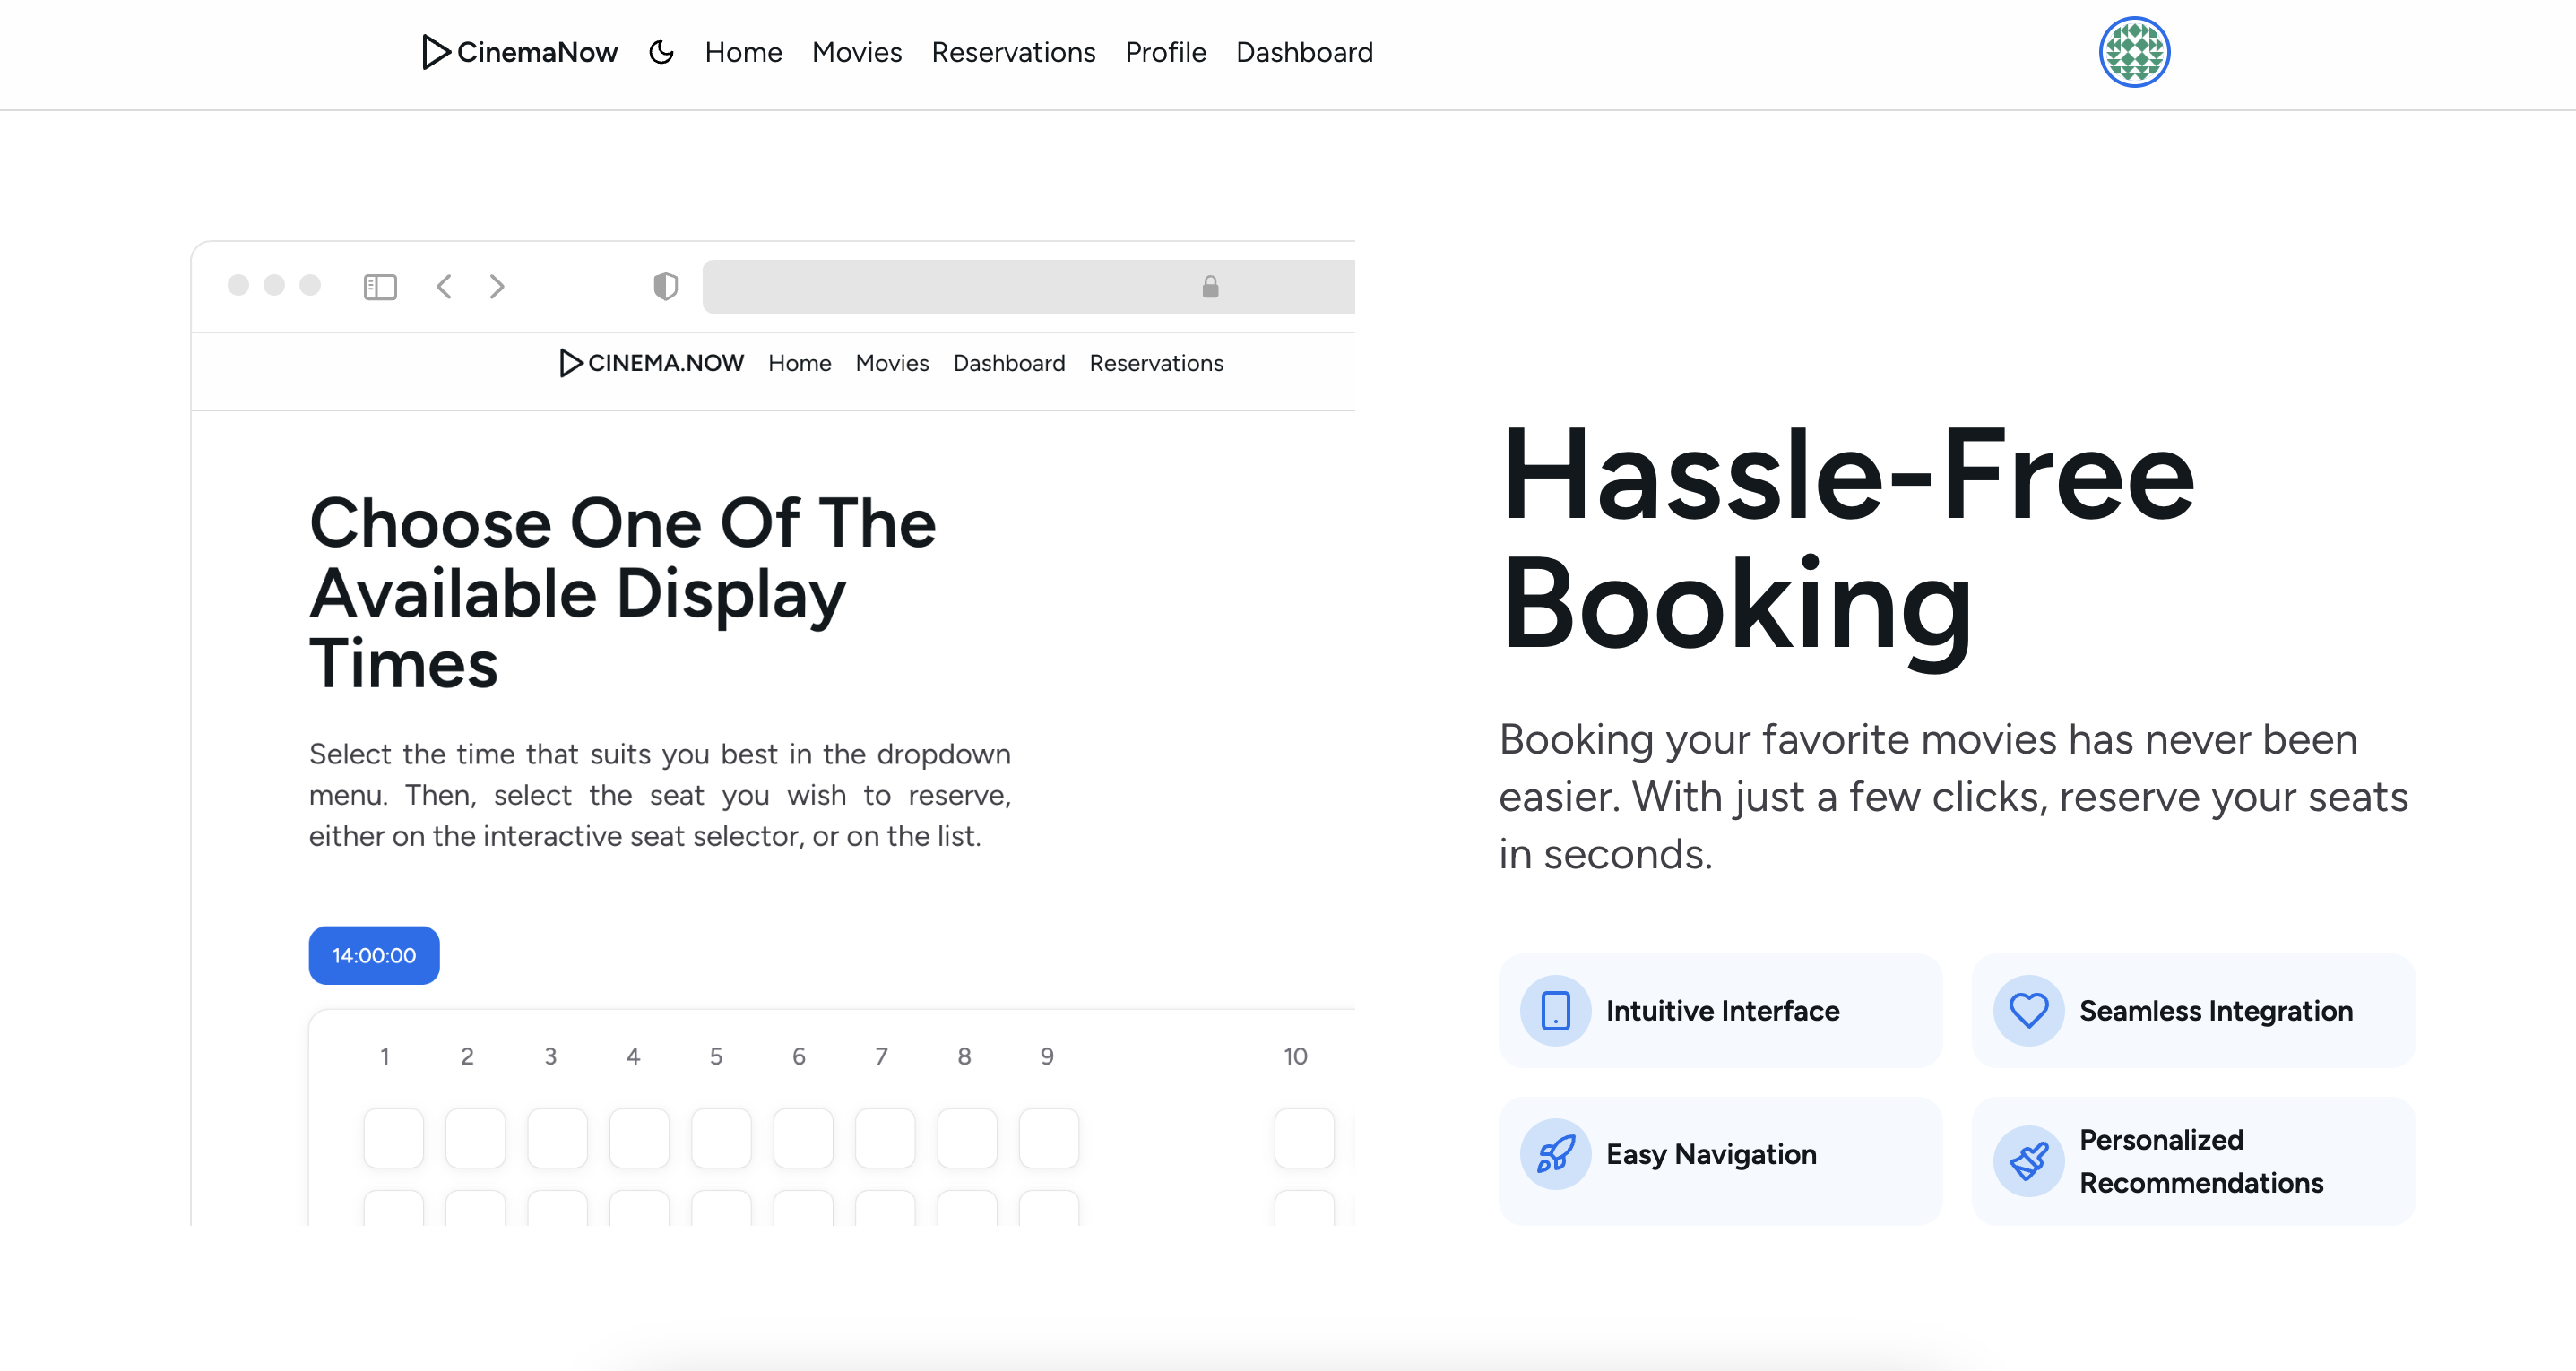 CinemaNow Home Movies Reservations Profile Dashboard
CINEMA.NOW Home Movies Dashboard Reservations
Choose One Of The
Available Display
Times
Select the time that suits you best in the dropdown
menu. Then, select the seat you wish to reserve,
either on the interactive seat selector, or on the list.
14:00:00
1 2 3 4 5 6 7 8 9 10
Hassle-Free
Booking
Booking your favorite movies has never been
easier. With just a few clicks, reserve your seats
in seconds.
Intuitive Interface
Seamless Integration
Easy Navigation
Personalized
Recommendations